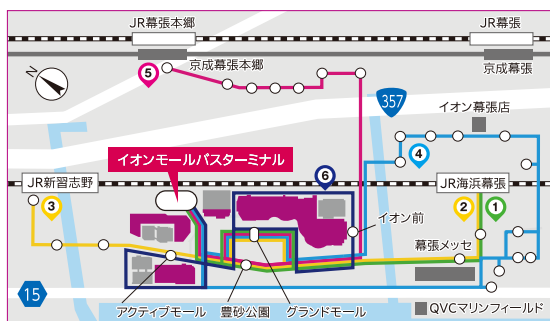 JR幕張本郷
JR幕張
京成幕張本郷
京成幕張
5
N
357
イオン幕張店
4
イオンモールバスターミナル
6
JR新習志野
JR海浜幕張
3
2
1
イオン前
幕張メッセ
15
アクティブモール
豊砂公園
グランドモール
QVCマリンフィールド